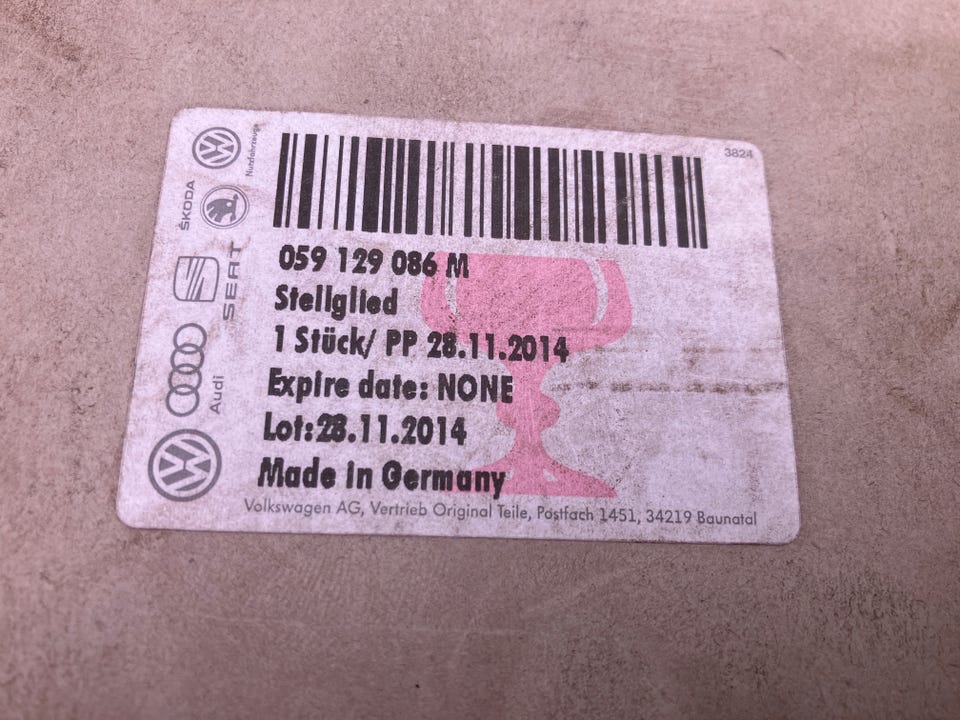 3824
Nutzfahrzeuge
ŠKODA
SEAT
Audi
059 129 086 M
Stellglied
1 Stück/ PP 28.11.2014
Expire date: NONE
Lot:28.11.2014
Made in Germany
Volkswagen AG, Vertrieb Original Teile, Postfach 1451, 34219 Baunatal